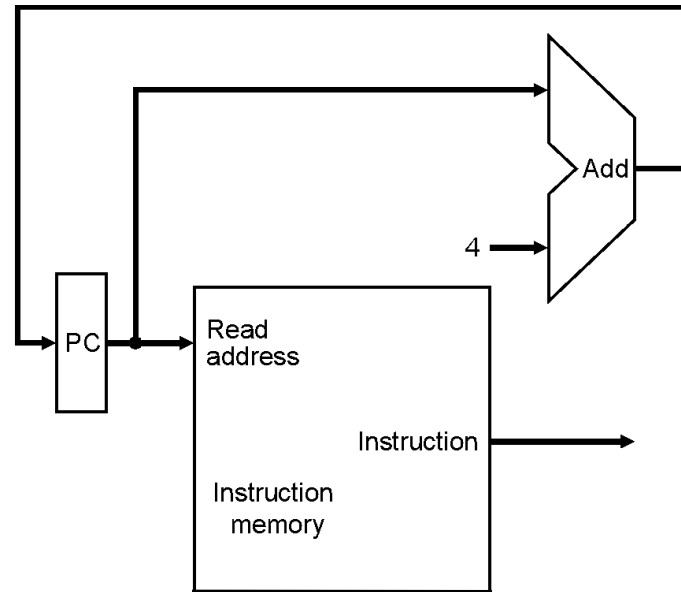 Add
4
PC
Read
address
Instruction
Instruction
memory